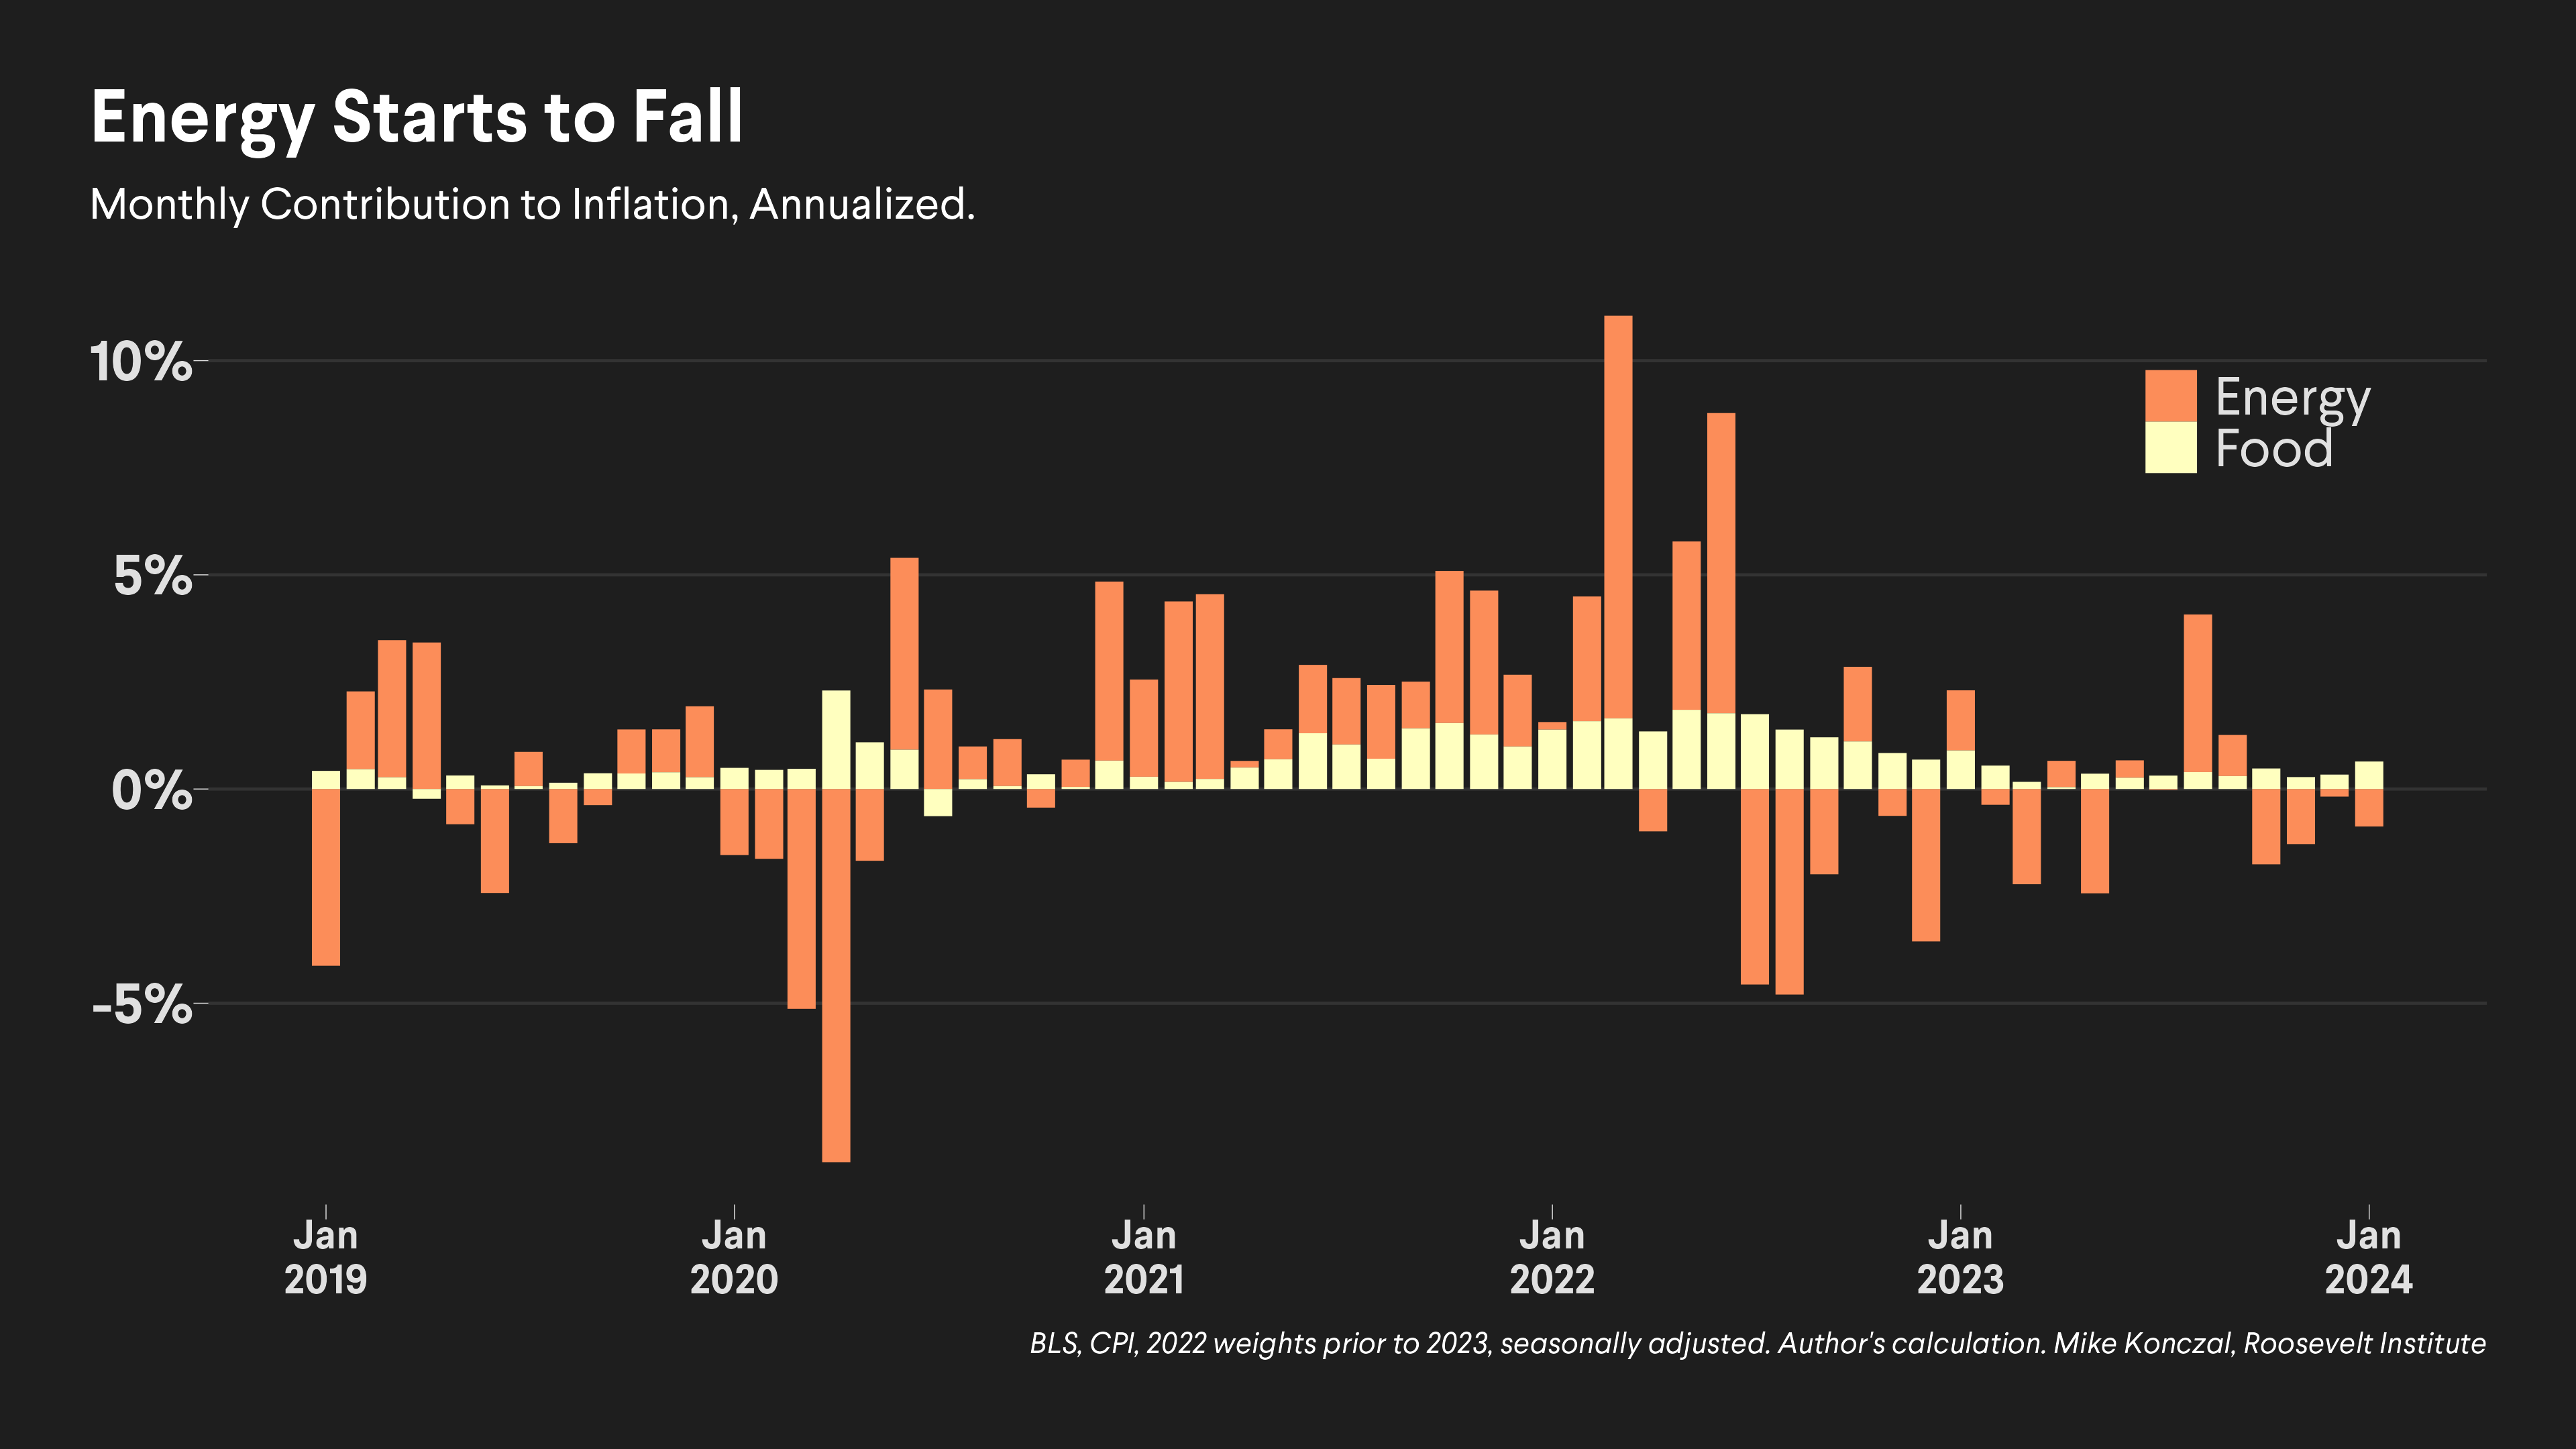 Energy Starts to Fall
Monthly Contribution to Inflation, Annualized.
10%
5%
0%
-5%
Energy
Food
Jan
2019
Jan
2020
Jan
2021
Jan
2022
Jan
2023
Jan
2024
BLS, CPI, 2022 weights prior to 2023, seasonally adjusted. Author's calculation. Mike Konczal, Roosevelt Institute